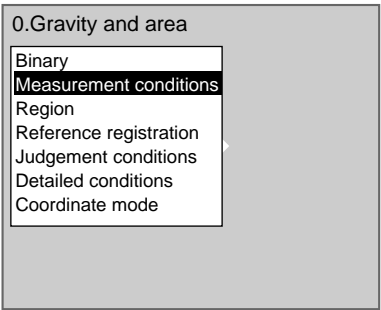 0.Gravity and area
Binary
Measurement conditions
Region
Reference registration
Judgement conditions
Detailed conditions
Coordinate mode